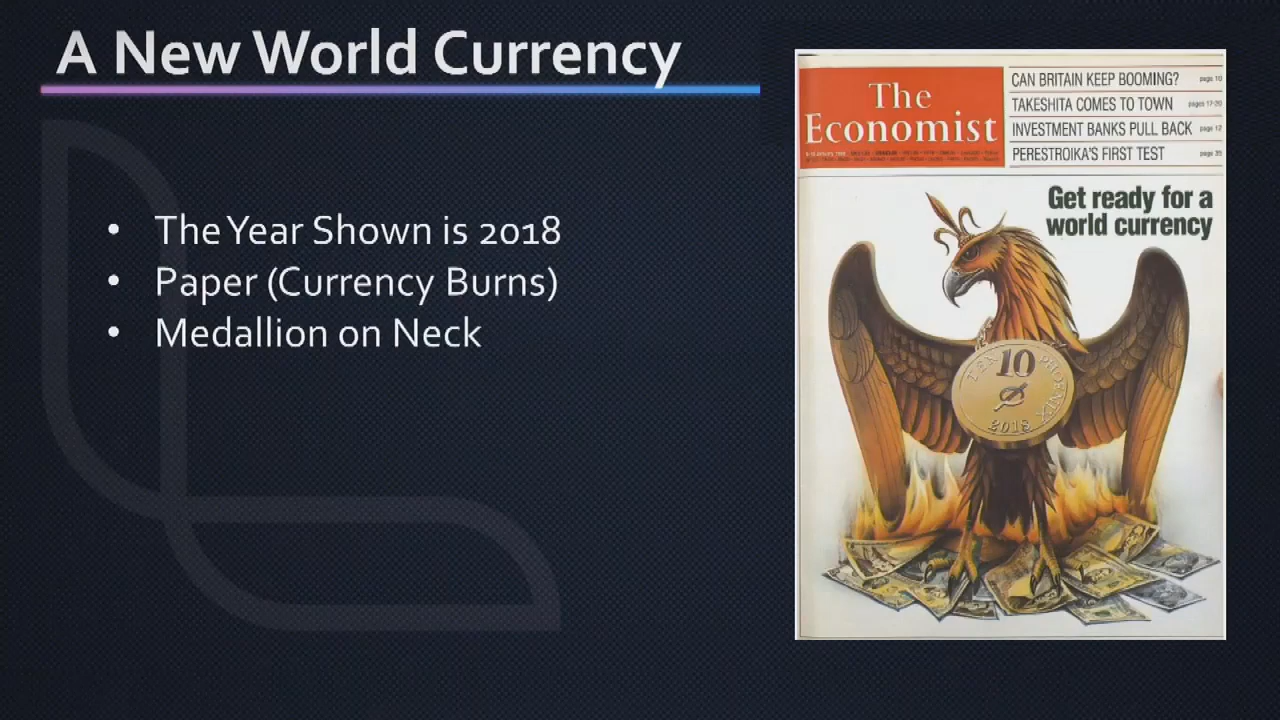 A New World Currency
• The Year Shown is 2018
• Paper (Currency Burns)
• Medallion on Neck
The
Economist
CAN BRITAIN KEEP BOOMING? page 10
TAKESHITA COMES TO TOWN pages 17-20
INVESTMENT BANKS PULL BACK page 12
PERESTROIKA'S FIRST TEST page 35
Get ready for a
world currency
TEN 10 PHOENIX
2018